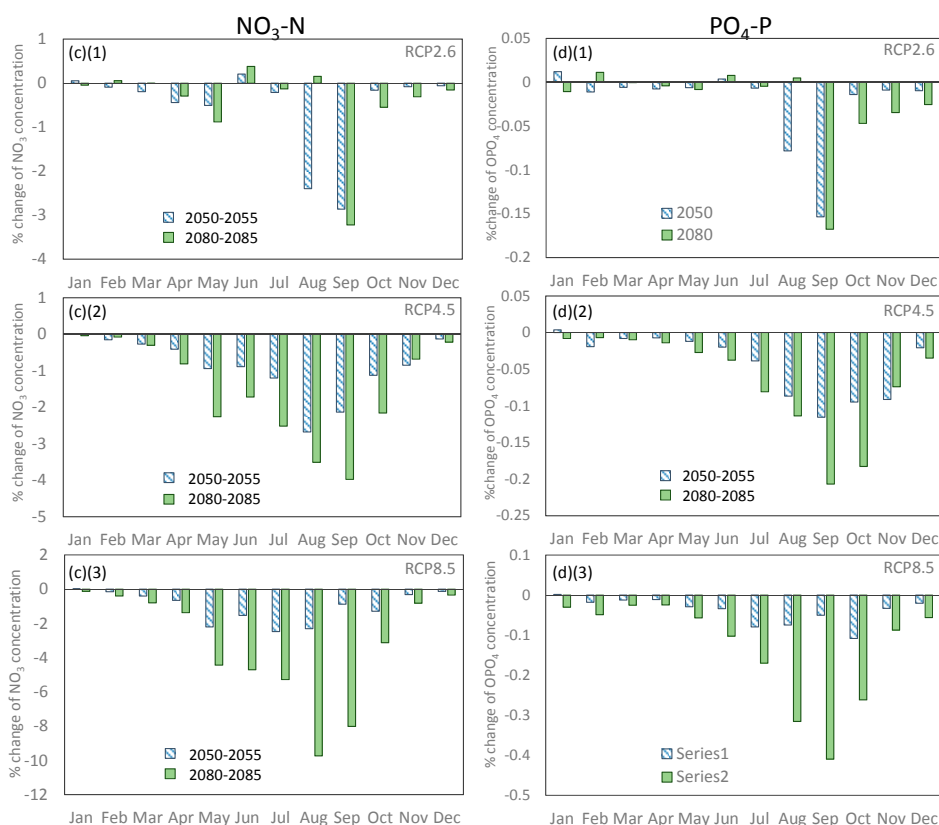 NO₃-N
PO₄-P
(c)(1)
RCP2.6
% change of NO₃ concentration
1
0
-1
-2
-3
-4
2050-2055
2080-2085
Jan Feb Mar Apr May Jun Jul Aug Sep Oct Nov Dec
(d)(1)
RCP2.6
%change of OPO₄ concentration
0.05
0
-0.05
-0.1
-0.15
-0.2
2050
2080
Jan Feb Mar Apr May Jun Jul Aug Sep Oct Nov Dec
(c)(2)
RCP4.5
% change of NO₃ concentration
1
0
-1
-2
-3
-4
-5
2050-2055
2080-2085
Jan Feb Mar Apr May Jun Jul Aug Sep Oct Nov Dec
(d)(2)
RCP4.5
%change of OPO₄ concentration
0.05
0
-0.05
-0.1
-0.15
-0.2
-0.25
2050-2055
2080-2085
Jan Feb Mar Apr May Jun Jul Aug Sep Oct Nov Dec
(c)(3)
RCP8.5
% change of NO₃ concentration
2
0
-2
-4
-6
-8
-10
-12
2050-2055
2080-2085
Jan Feb Mar Apr May Jun Jul Aug Sep Oct Nov Dec
(d)(3)
RCP8.5
%change of OPO₄ concentration
0.1
0
-0.1
-0.2
-0.3
-0.4
-0.5
Series1
Series2
Jan Feb Mar Apr May Jun Jul Aug Sep Oct Nov Dec